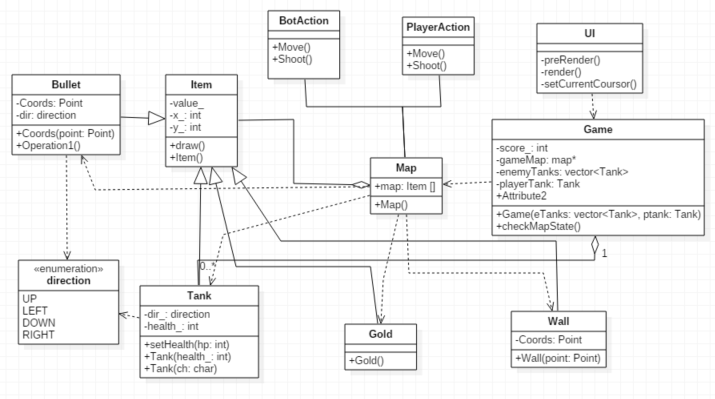 BotAction
+Move()
+Shoot()
PlayerAction
+Move()
+Shoot()
UI
-preRender()
-render()
-setCurrentCoursor()
Bullet
-Coords: Point
-dir: direction
+Coords(point: Point)
+Operation1()
Item
-value_
-x_: int
-y_: int
+draw()
+Item()
Map
+map: Item []
+Map()
Game
-score_: int
-gameMap: map*
-enemyTanks: vector<Tank>
-playerTank: Tank
+Attribute2
+Game(eTanks: vector<Tank>, ptank: Tank)
+checkMapState()
1
0..*
«enumeration»
direction
UP
LEFT
DOWN
RIGHT
Tank
-dir_: direction
-health_: int
+setHealth(hp: int)
+Tank(health_: int)
+Tank(ch: char)
Gold
+Gold()
Wall
-Coords: Point
+Wall(point: Point)